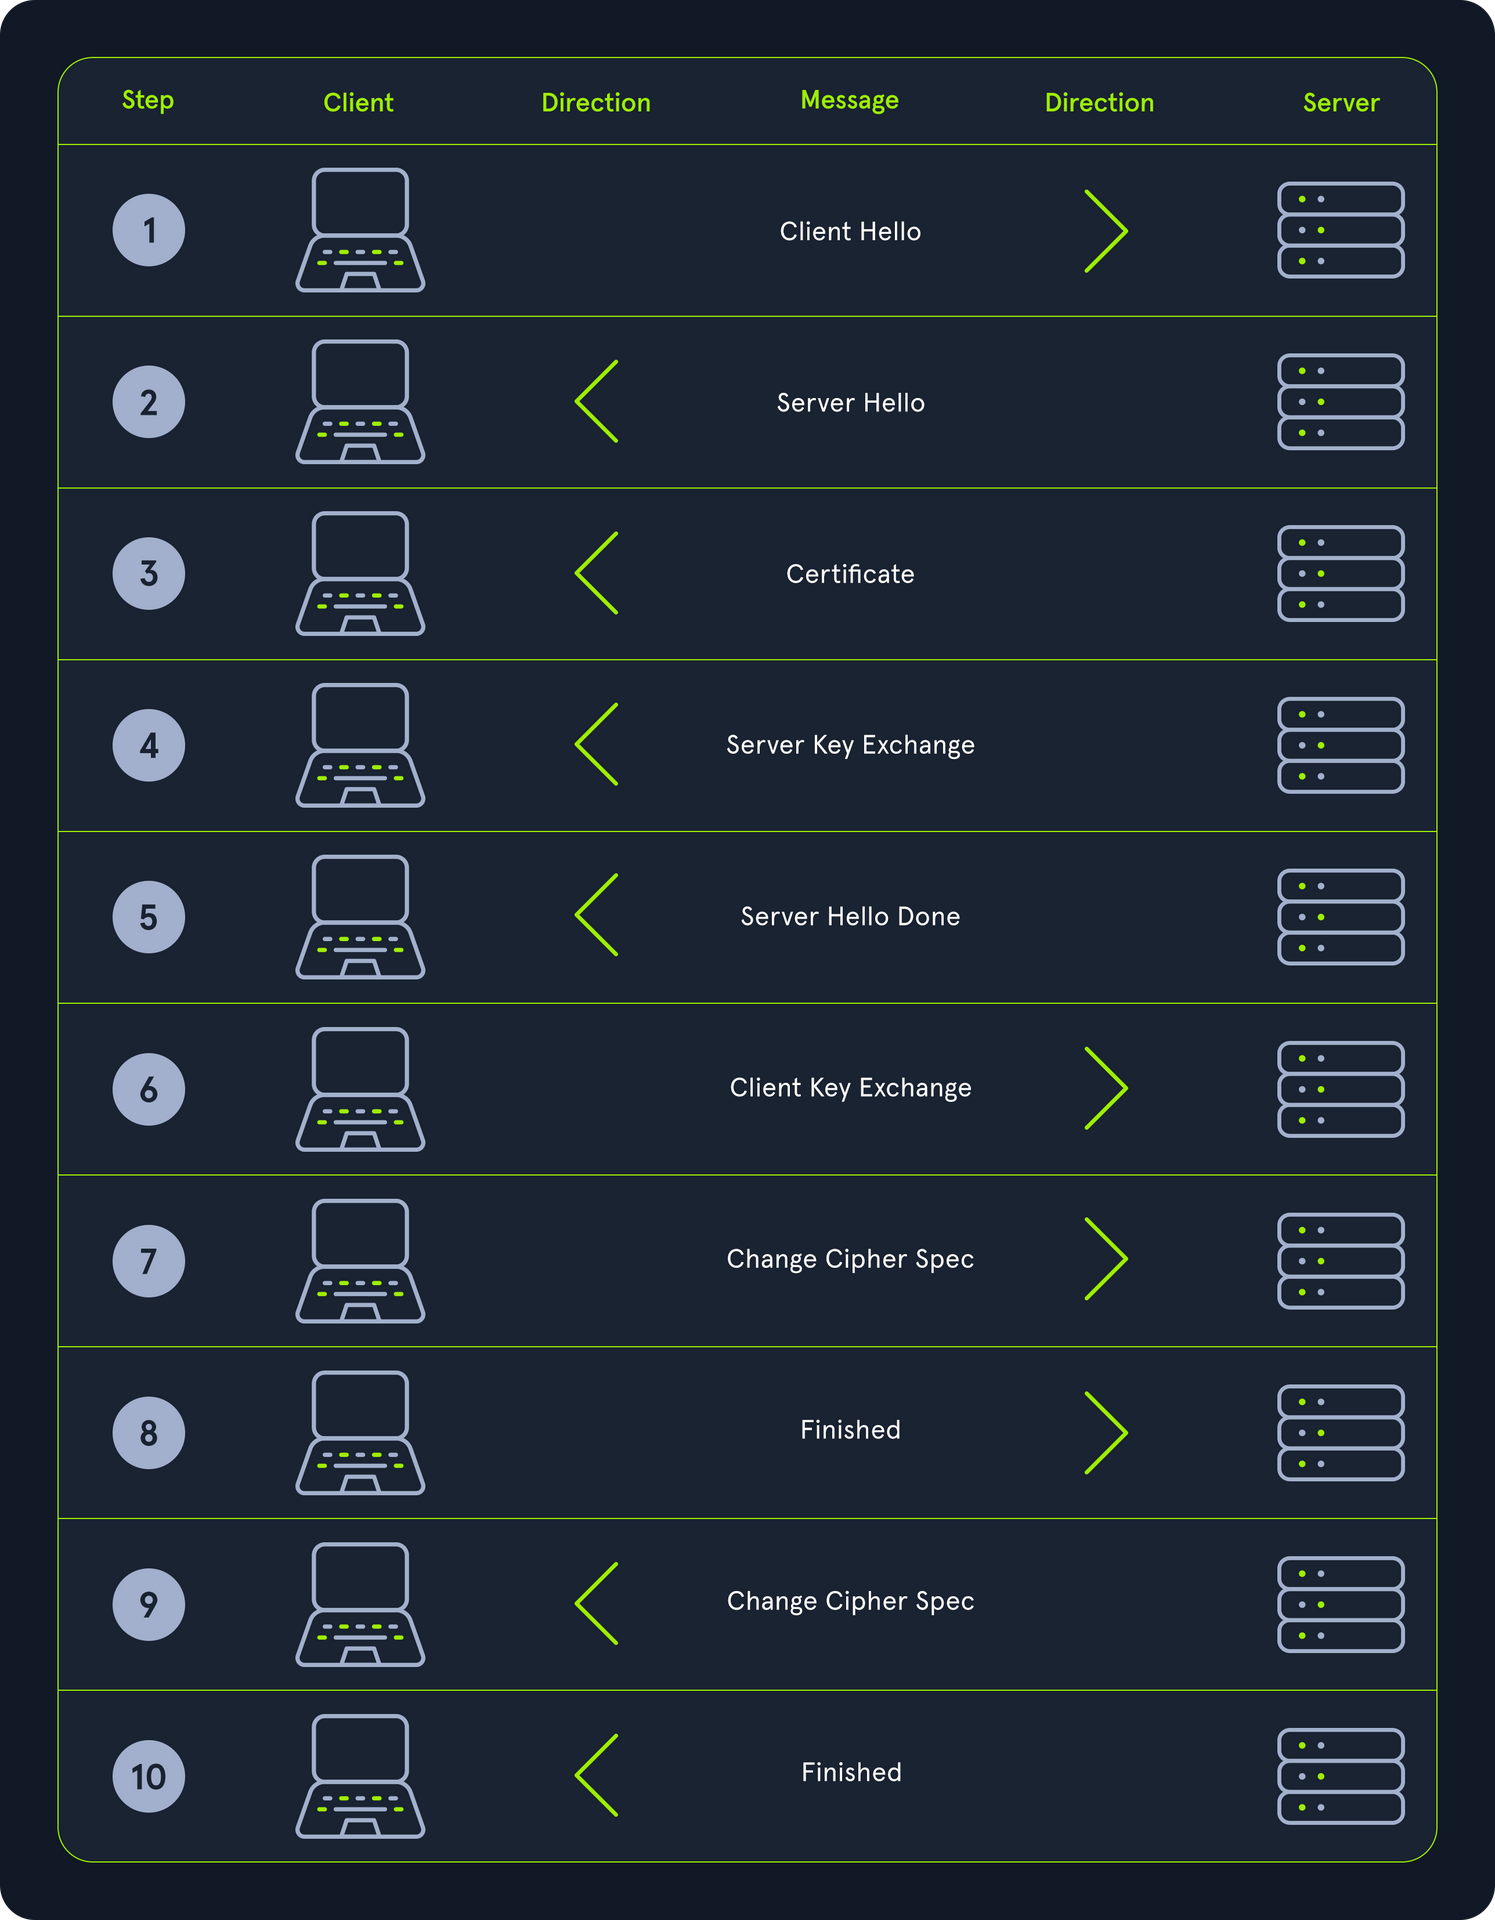 Step Client Direction Message Direction Server
1 Client Hello
2 Server Hello
3 Certificate
4 Server Key Exchange
5 Server Hello Done
6 Client Key Exchange
7 Change Cipher Spec
8 Finished
9 Change Cipher Spec
10 Finished